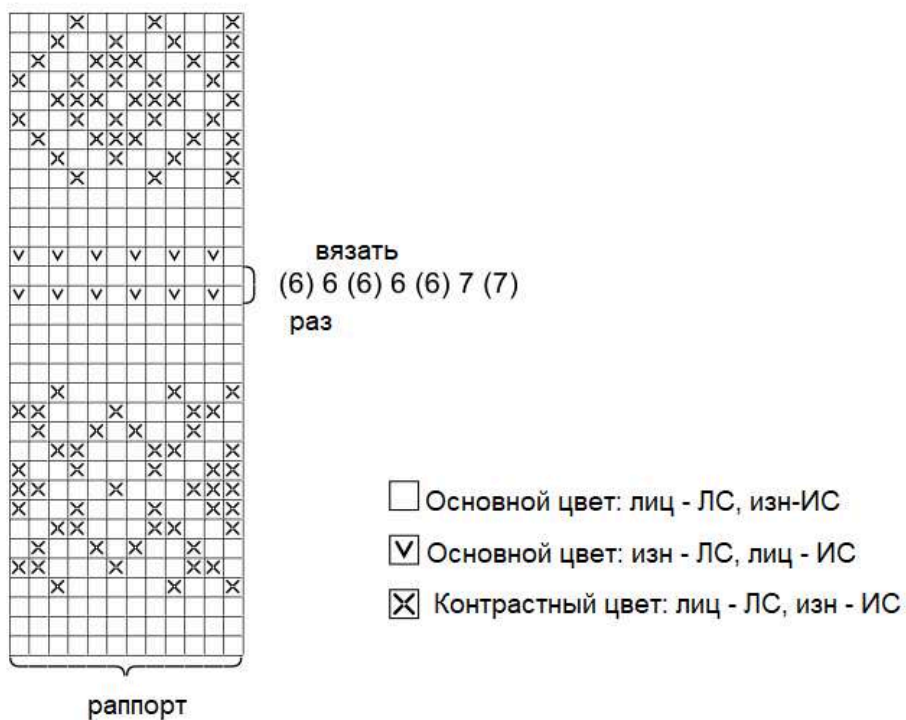 вязать
(6) 6 (6) 6 (6) 7 (7)
раз
Основной цвет: лиц - ЛС, изн-ИС
Основной цвет: изн - ЛС, лиц - ИС
Контрастный цвет: лиц - ЛС, изн - ИС
раппорт